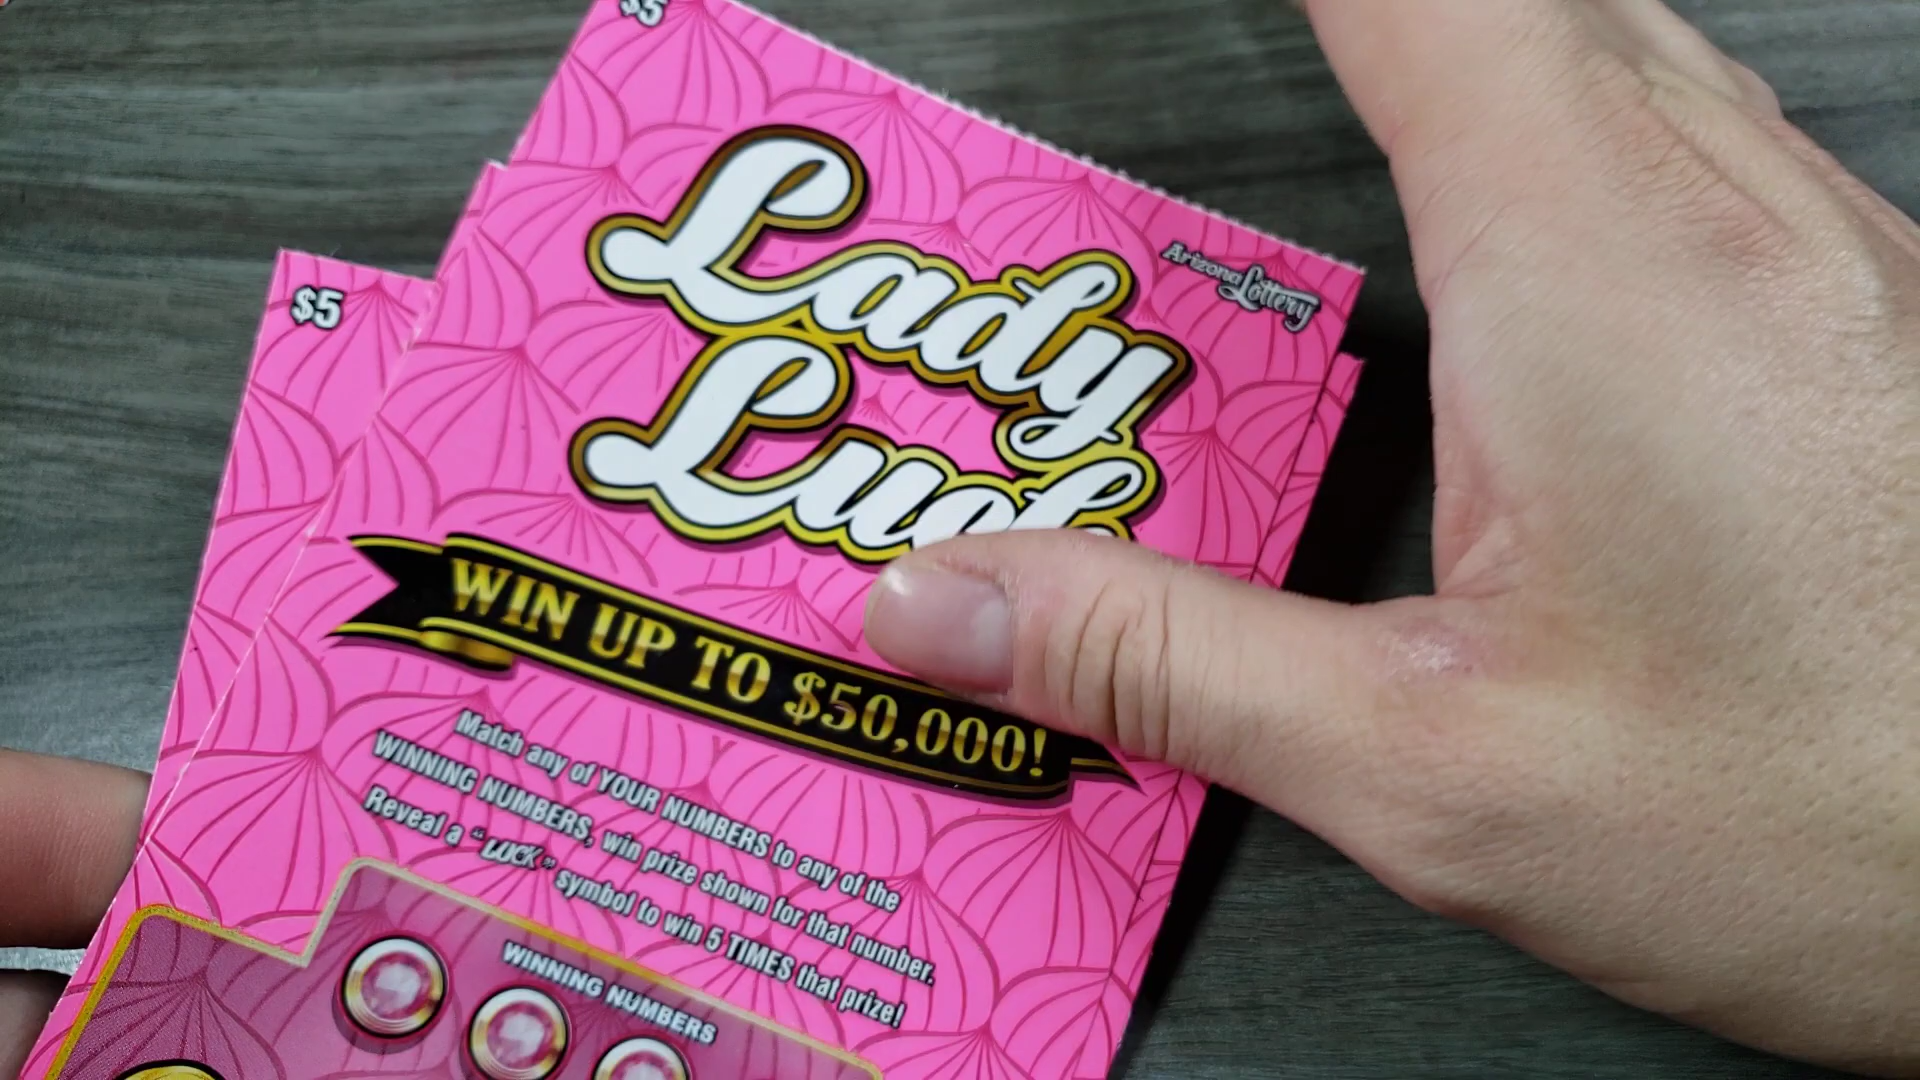 $5
$5
Lady
Luck
Arizona Lottery
WIN UP TO $50,000!
Match any of YOUR NUMBERS to any of the
WINNING NUMBERS, win prize shown for that number.
Reveal a "LUCK" symbol to win 5 TIMES that prize!
WINNING NUMBERS